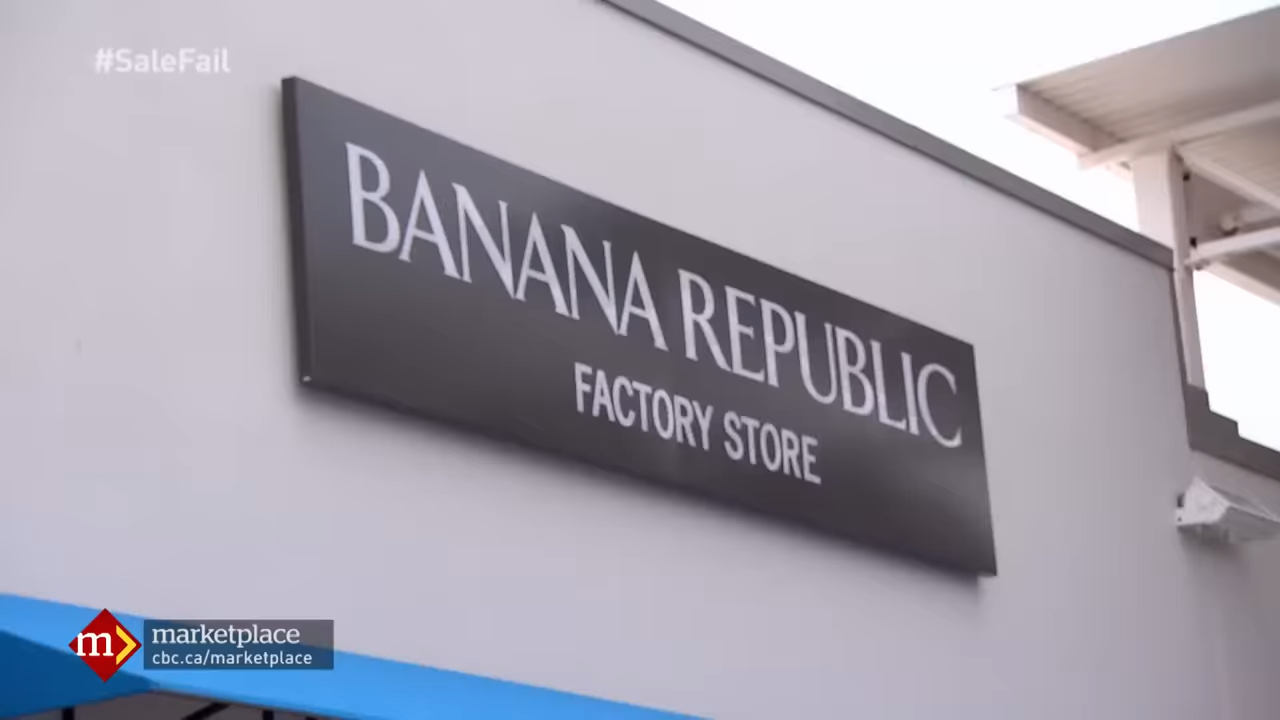 #SaleFail
BANANA REPUBLIC
FACTORY STORE
m
marketplace
cbc.ca/marketplace